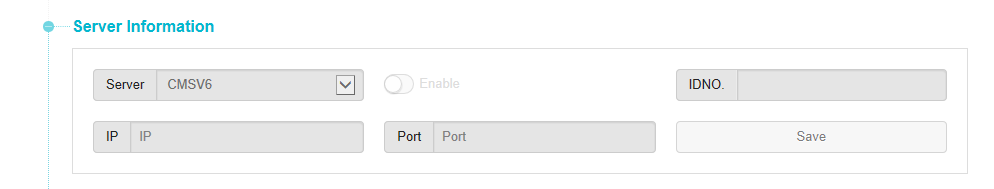 Server Information
Server CMSV6 Enable IDNO.
IP IP Port Port Save